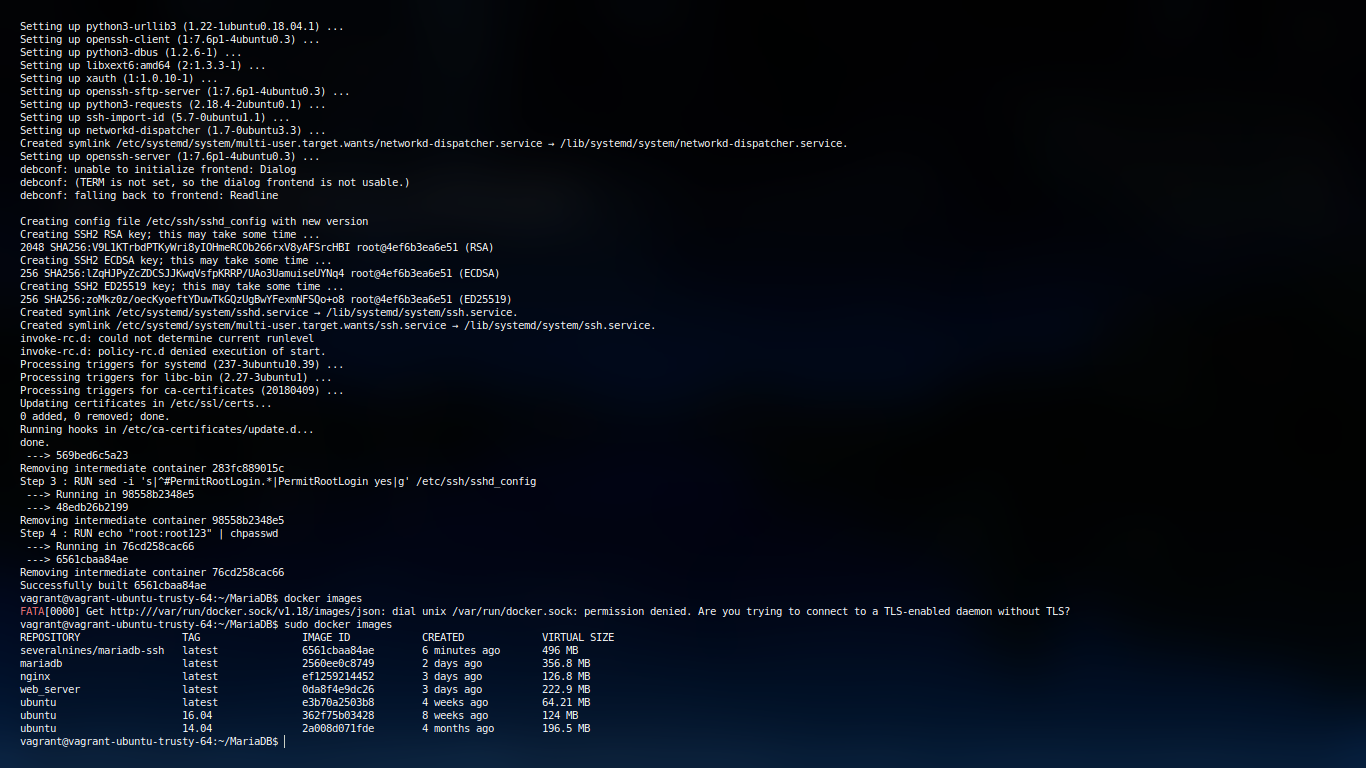 Setting up python3-urllib3 (1.22-1ubuntu0.18.04.1) ...
Setting up openssh-client (1:7.6p1-4ubuntu0.3) ...
Setting up python3-dbus (1.2.6-1) ...
Setting up libxext6:amd64 (2:1.3.3-1) ...
Setting up xauth (1:1.0.10-1) ...
Setting up openssh-sftp-server (1:7.6p1-4ubuntu0.3) ...
Setting up python3-requests (2.18.4-2ubuntu0.1) ...
Setting up ssh-import-id (5.7-0ubuntu1.1) ...
Setting up networkd-dispatcher (1.7-0ubuntu3.3) ...
Created symlink /etc/systemd/system/multi-user.target.wants/networkd-dispatcher.service → /lib/systemd/system/networkd-dispatcher.service.
Setting up openssh-server (1:7.6p1-4ubuntu0.3) ...
debconf: unable to initialize frontend: Dialog
debconf: (TERM is not set, so the dialog frontend is not usable.)
debconf: falling back to frontend: Readline

Creating config file /etc/ssh/sshd_config with new version
Creating SSH2 RSA key; this may take some time ...
2048 SHA256:V9L1KTrbdPTKyWri8yIOHmeRCOb266rxV8yAFSrcHBI root@4ef6b3ea6e51 (RSA)
Creating SSH2 ECDSA key; this may take some time ...
256 SHA256:lZqHJPyZcZDCSJJKwqVsfpKRRP/UAo3UamuiseUYNq4 root@4ef6b3ea6e51 (ECDSA)
Creating SSH2 ED25519 key; this may take some time ...
256 SHA256:zoMkz0z/oecKyoeftYDuwTkGQzUgBwYFexmNFSQo+o8 root@4ef6b3ea6e51 (ED25519)
Created symlink /etc/systemd/system/sshd.service → /lib/systemd/system/ssh.service.
Created symlink /etc/systemd/system/multi-user.target.wants/ssh.service → /lib/systemd/system/ssh.service.
invoke-rc.d: could not determine current runlevel
invoke-rc.d: policy-rc.d denied execution of start.
Processing triggers for systemd (237-3ubuntu10.39) ...
Processing triggers for libc-bin (2.27-3ubuntu1) ...
Processing triggers for ca-certificates (20180409) ...
Updating certificates in /etc/ssl/certs...
0 added, 0 removed; done.
Running hooks in /etc/ca-certificates/update.d...
done.
 ---> 569bed6c5a23
Removing intermediate container 283fc889015c
Step 3 : RUN sed -i 's|^#PermitRootLogin.*|PermitRootLogin yes|g' /etc/ssh/sshd_config
 ---> Running in 98558b2348e5
 ---> 48edb26b2199
Removing intermediate container 98558b2348e5
Step 4 : RUN echo "root:root123" | chpasswd
 ---> Running in 76cd258cac66
 ---> 6561cbaa84ae
Removing intermediate container 76cd258cac66
Successfully built 6561cbaa84ae
vagrant@vagrant-ubuntu-trusty-64:~/MariaDB$ docker images
FATA[0000] Get http:///var/run/docker.sock/v1.18/images/json: dial unix /var/run/docker.sock: permission denied. Are you trying to connect to a TLS-enabled daemon without TLS?
vagrant@vagrant-ubuntu-trusty-64:~/MariaDB$ sudo docker images
REPOSITORY                 TAG                 IMAGE ID            CREATED             VIRTUAL SIZE
severalnines/mariadb-ssh   latest              6561cbaa84ae        6 minutes ago       496 MB
mariadb                    latest              2560ee0c8749        2 days ago          356.8 MB
nginx                      latest              ef1259214452        3 days ago          126.8 MB
web_server                 latest              0da8f4e9dc26        3 days ago          222.9 MB
ubuntu                     latest              e3b70a2503b8        4 weeks ago         64.21 MB
ubuntu                     16.04               362f75b03428        8 weeks ago         124 MB
ubuntu                     14.04               2a008d071fde        4 months ago        196.5 MB
vagrant@vagrant-ubuntu-trusty-64:~/MariaDB$